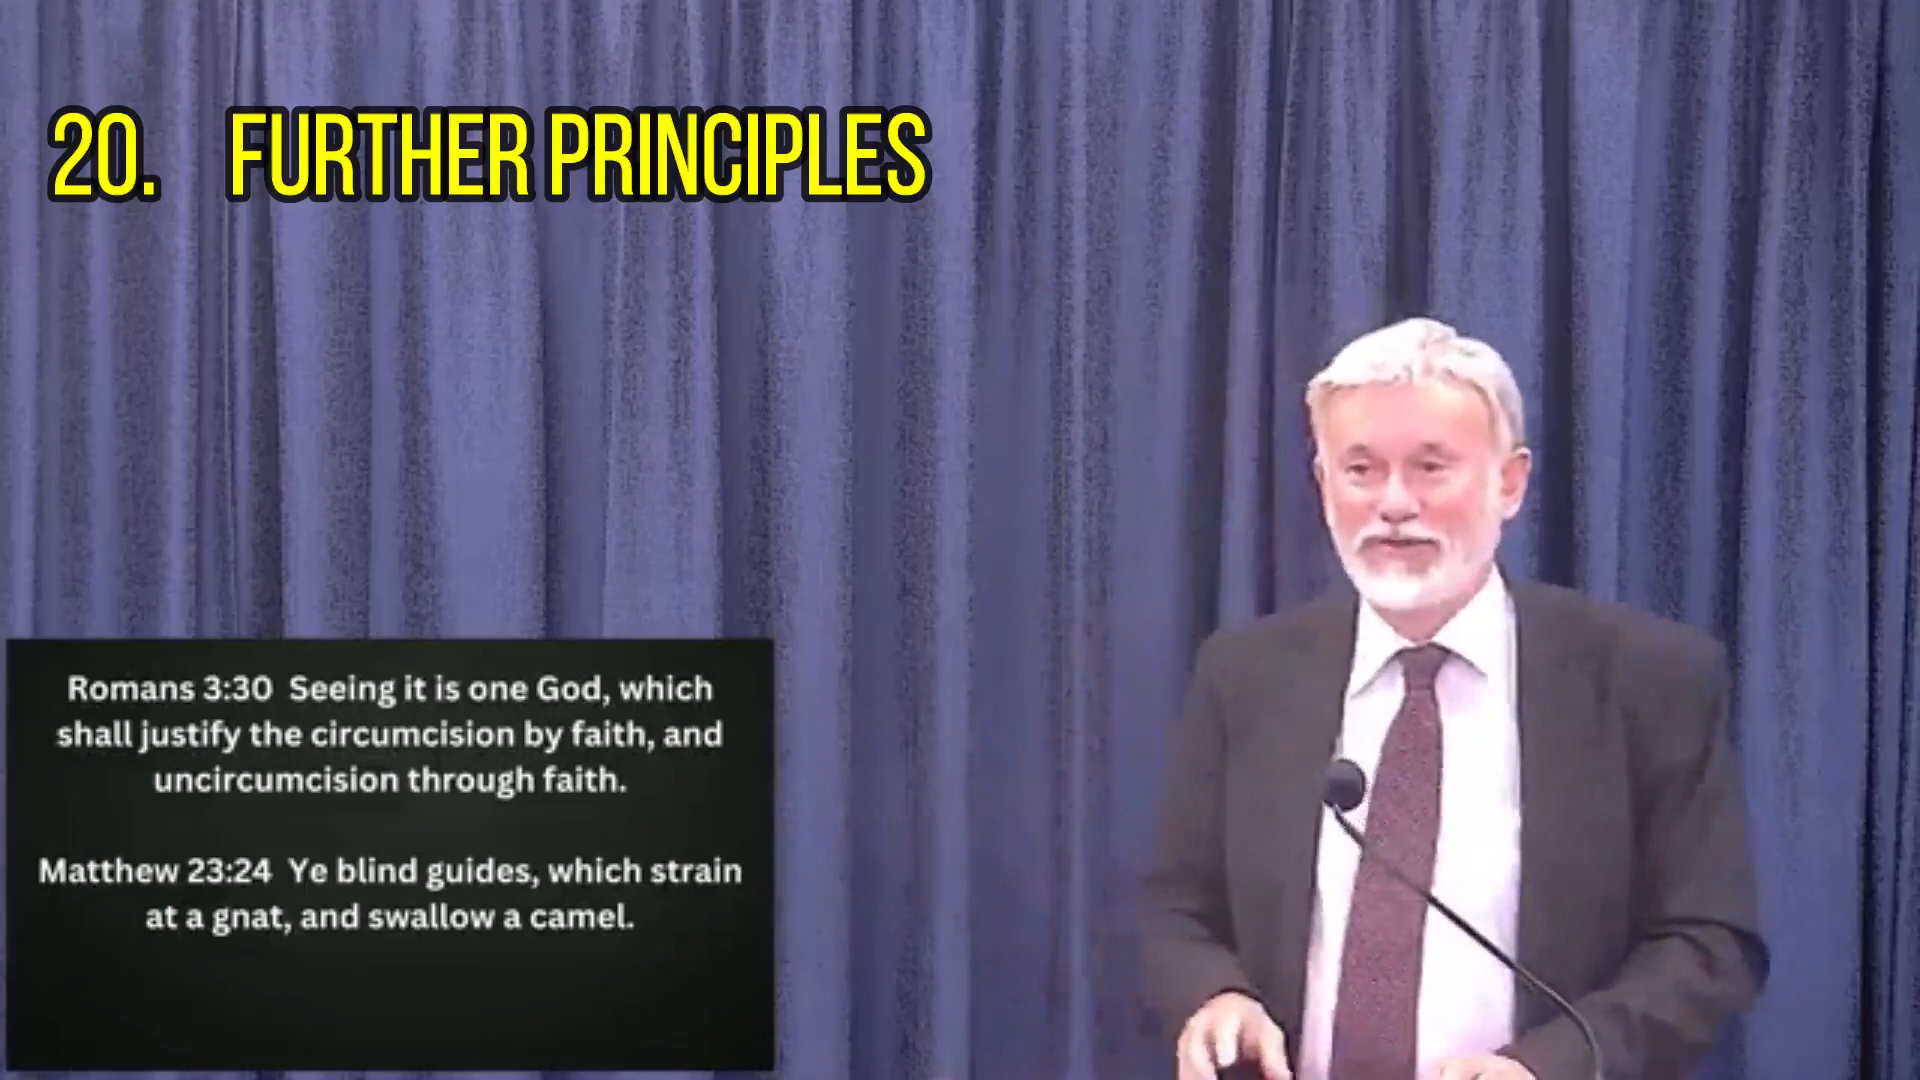 20. FURTHER PRINCIPLES
Romans 3:30 Seeing it is one God, which
shall justify the circumcision by faith, and
uncircumcision through faith.
Matthew 23:24 Ye blind guides, which strain
at a gnat, and swallow a camel.